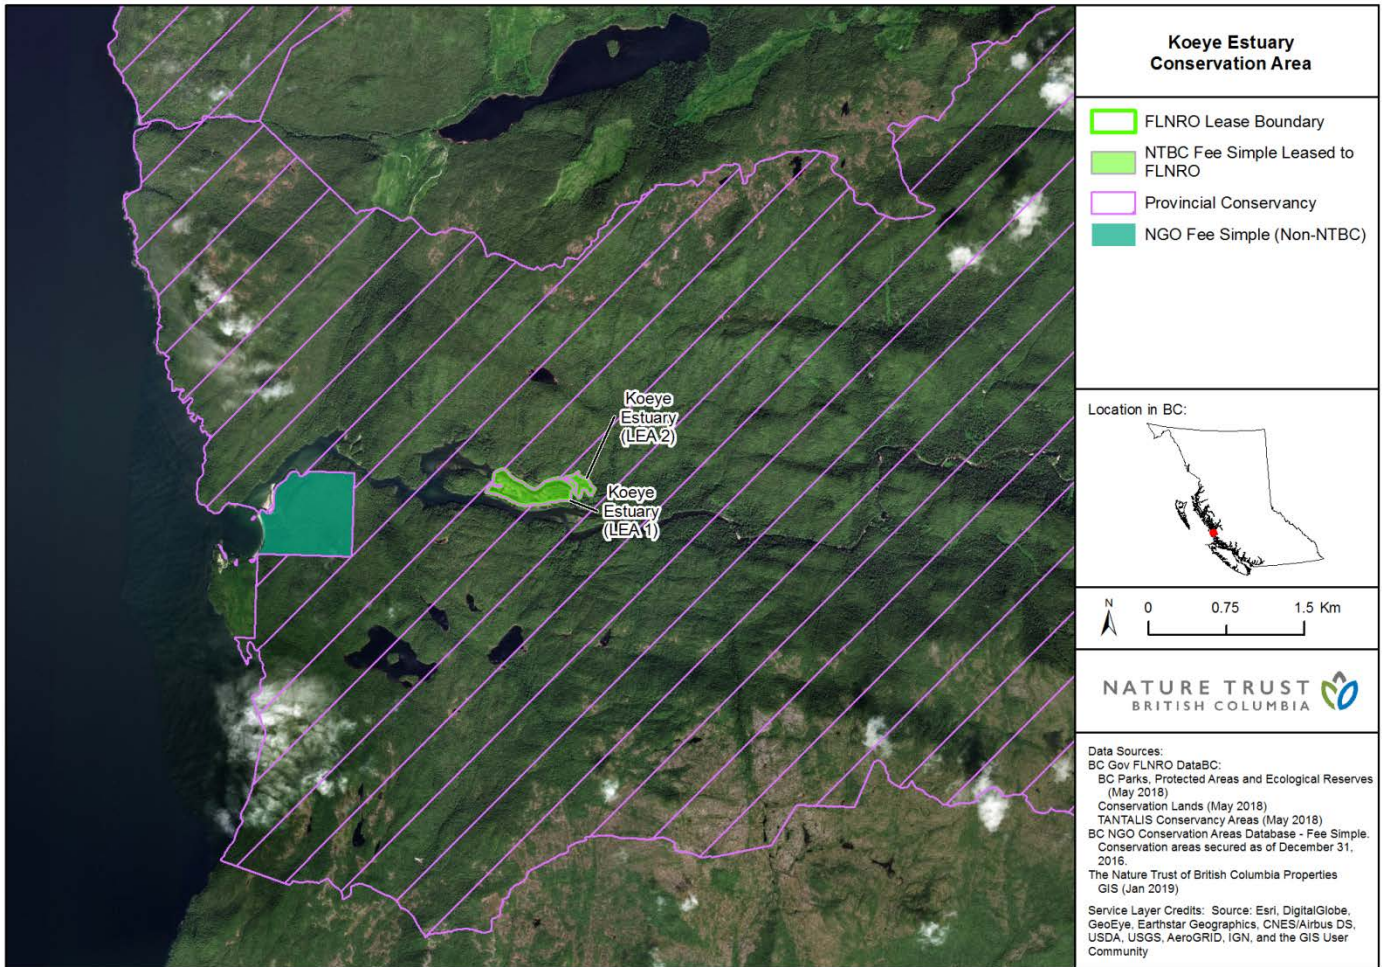 Koeye Estuary
Conservation Area
FLNRO Lease Boundary
NTBC Fee Simple Leased to
FLNRO
Provincial Conservancy
NGO Fee Simple (Non-NTBC)
Koeye
Estuary
(LEA 2)
Koeye
Estuary
(LEA 1)
Location in BC:
N
0 0.75 1.5 Km
NATURE TRUST
BRITISH COLUMBIA
Data Sources:
BC Gov FLNRO DataBC:
BC Parks, Protected Areas and Ecological Reserves
(May 2018)
Conservation Lands (May 2018)
TANTALIS Conservancy Areas (May 2018)
BC NGO Conservation Areas Database - Fee Simple.
Conservation areas secured as of December 31,
2016.
The Nature Trust of British Columbia Properties
GIS (Jan 2019)
Service Layer Credits: Source: Esri, DigitalGlobe,
GeoEye, Earthstar Geographics, CNES/Airbus DS,
USDA, USGS, AeroGRID, IGN, and the GIS User
Community